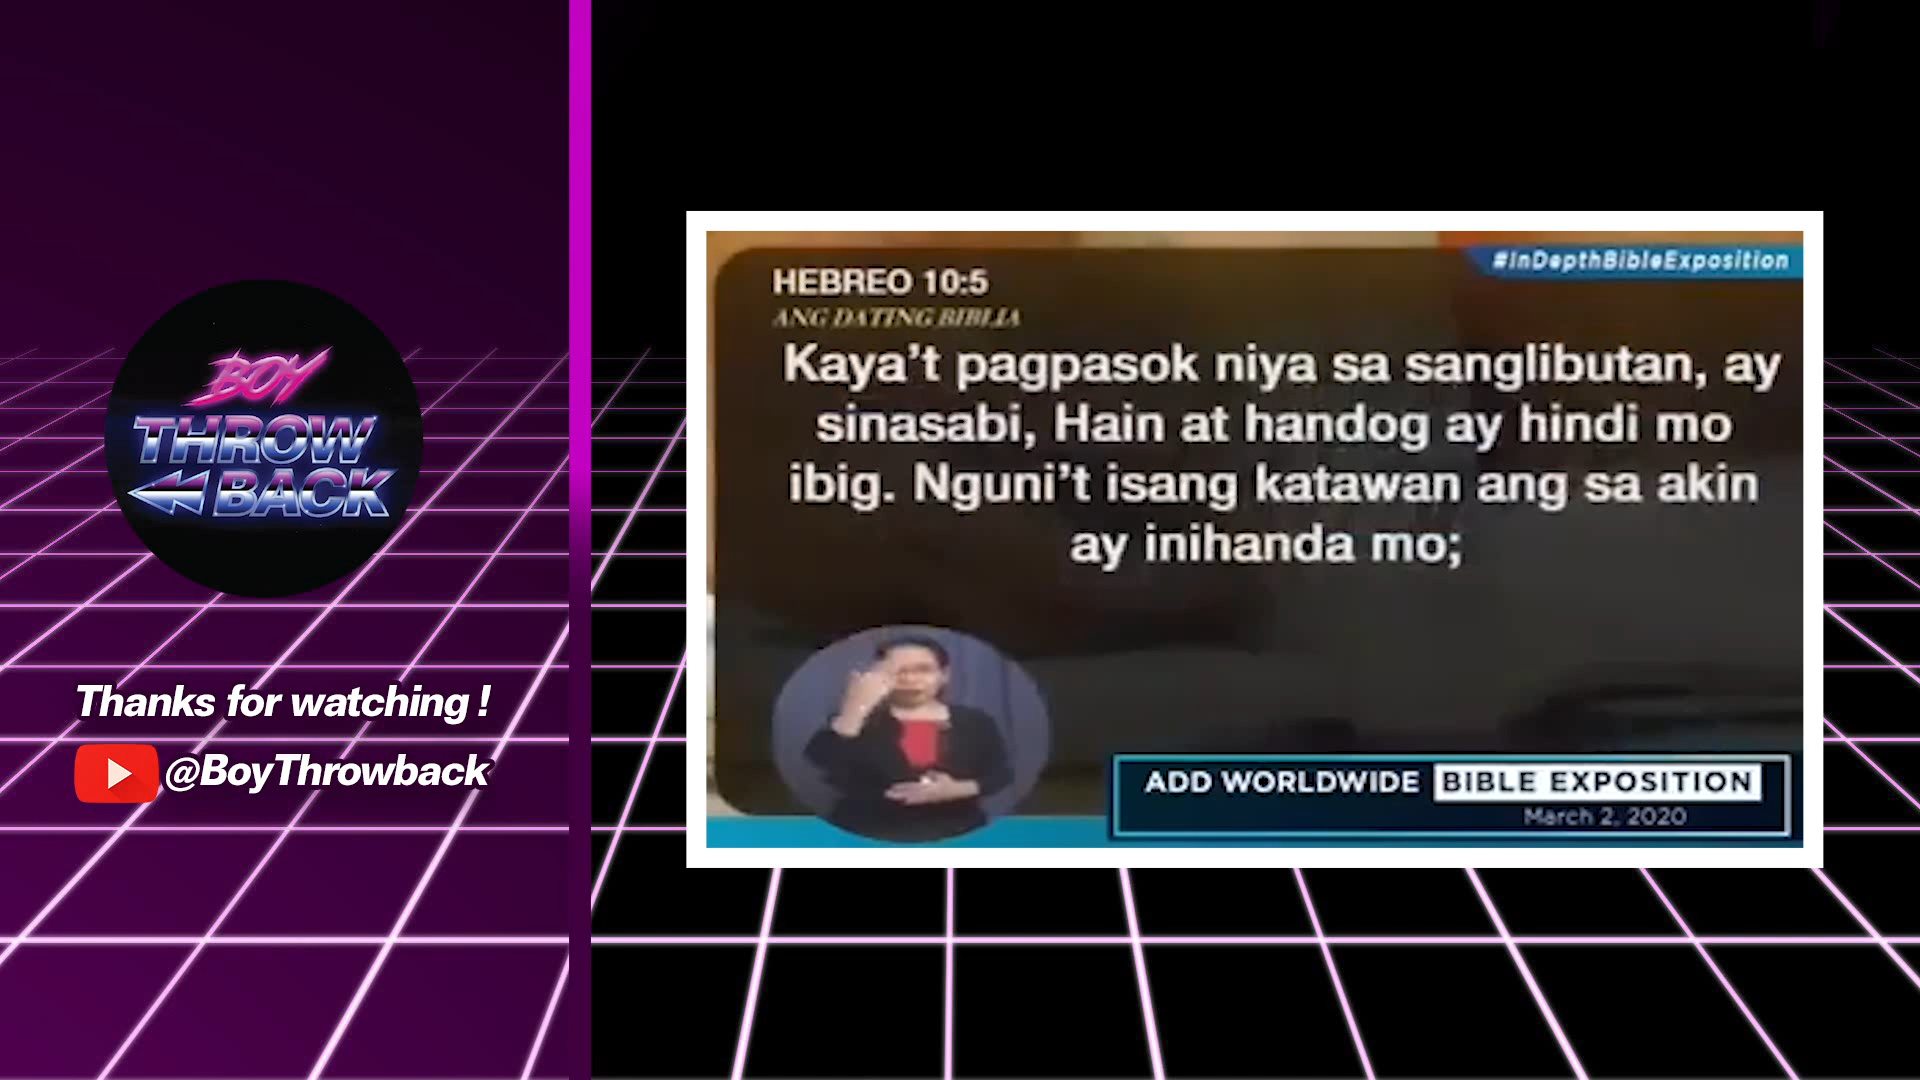 BOY
THROW
BACK
Thanks for watching !
@BoyThrowback
#InDepthBibleExposition
HEBREO 10:5
ANG DATING BIBLIA
Kaya’t pagpasok niya sa sanglibutan, ay
sinasabi, Hain at handog ay hindi mo
ibig. Nguni’t isang katawan ang sa akin
ay inihanda mo;
ADD WORLDWIDE BIBLE EXPOSITION
March 2, 2020